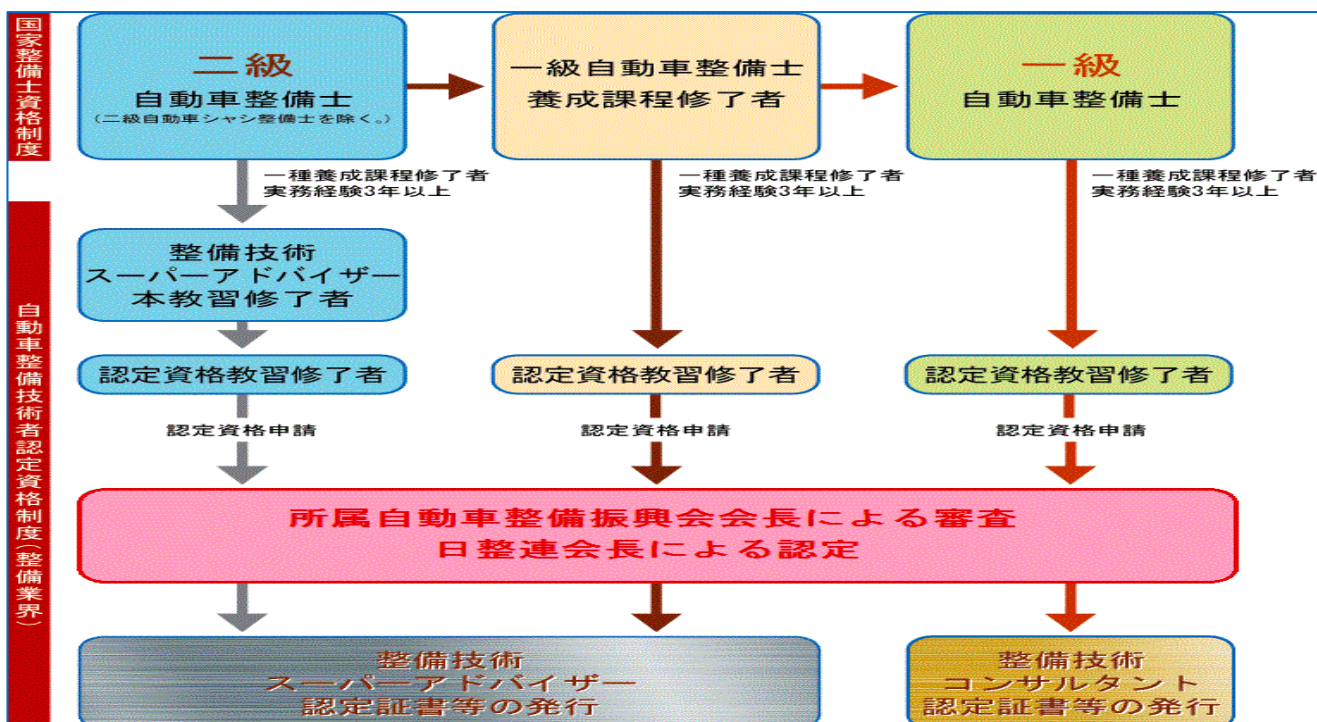 国家整備士資格制度
二級
自動車整備士
(二級自動車シャシ整備士を除く。)
一級自動車整備士
養成課程修了者
一級
自動車整備士
一種養成課程修了者
実務経験3年以上
一種養成課程修了者
実務経験3年以上
一種養成課程修了者
実務経験3年以上
自動車整備技術者認定資格制度(整備業界)
整備技術
スーパーアドバイザー
本教習修了者
認定資格教習修了者
認定資格教習修了者
認定資格教習修了者
認定資格申請
認定資格申請
認定資格申請
所属自動車整備振興会会長による審査
日整連会長による認定
整備技術
スーパーアドバイザー
認定証書等の発行
整備技術
コンサルタント
認定証書等の発行